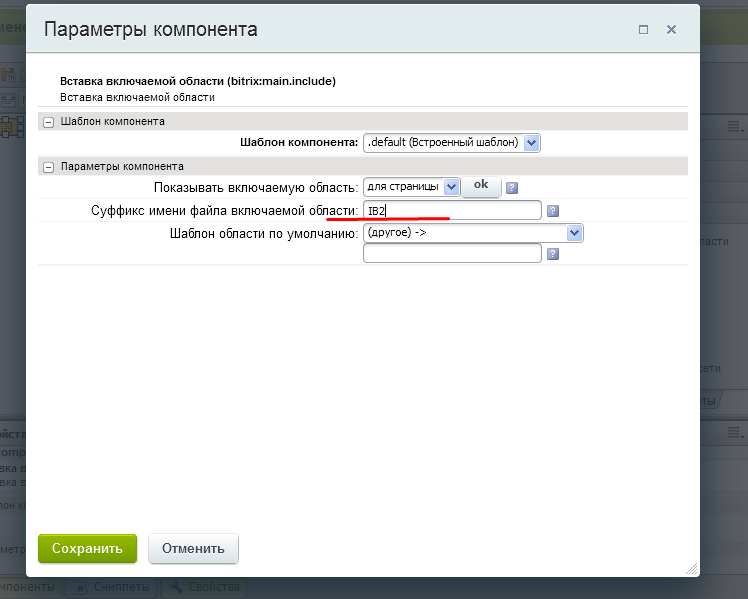 Параметры компонента
Вставка включаемой области (bitrix:main.include)
Вставка включаемой области
Шаблон компонента
Шаблон компонента: .default (Встроенный шаблон)
Параметры компонента
Показывать включаемую область: для страницы ok ?
Суффикс имени файла включаемой области: IB2 ?
Шаблон области по умолчанию: (другое) ->
?
Сохранить Отменить
Сниппеты Свойства